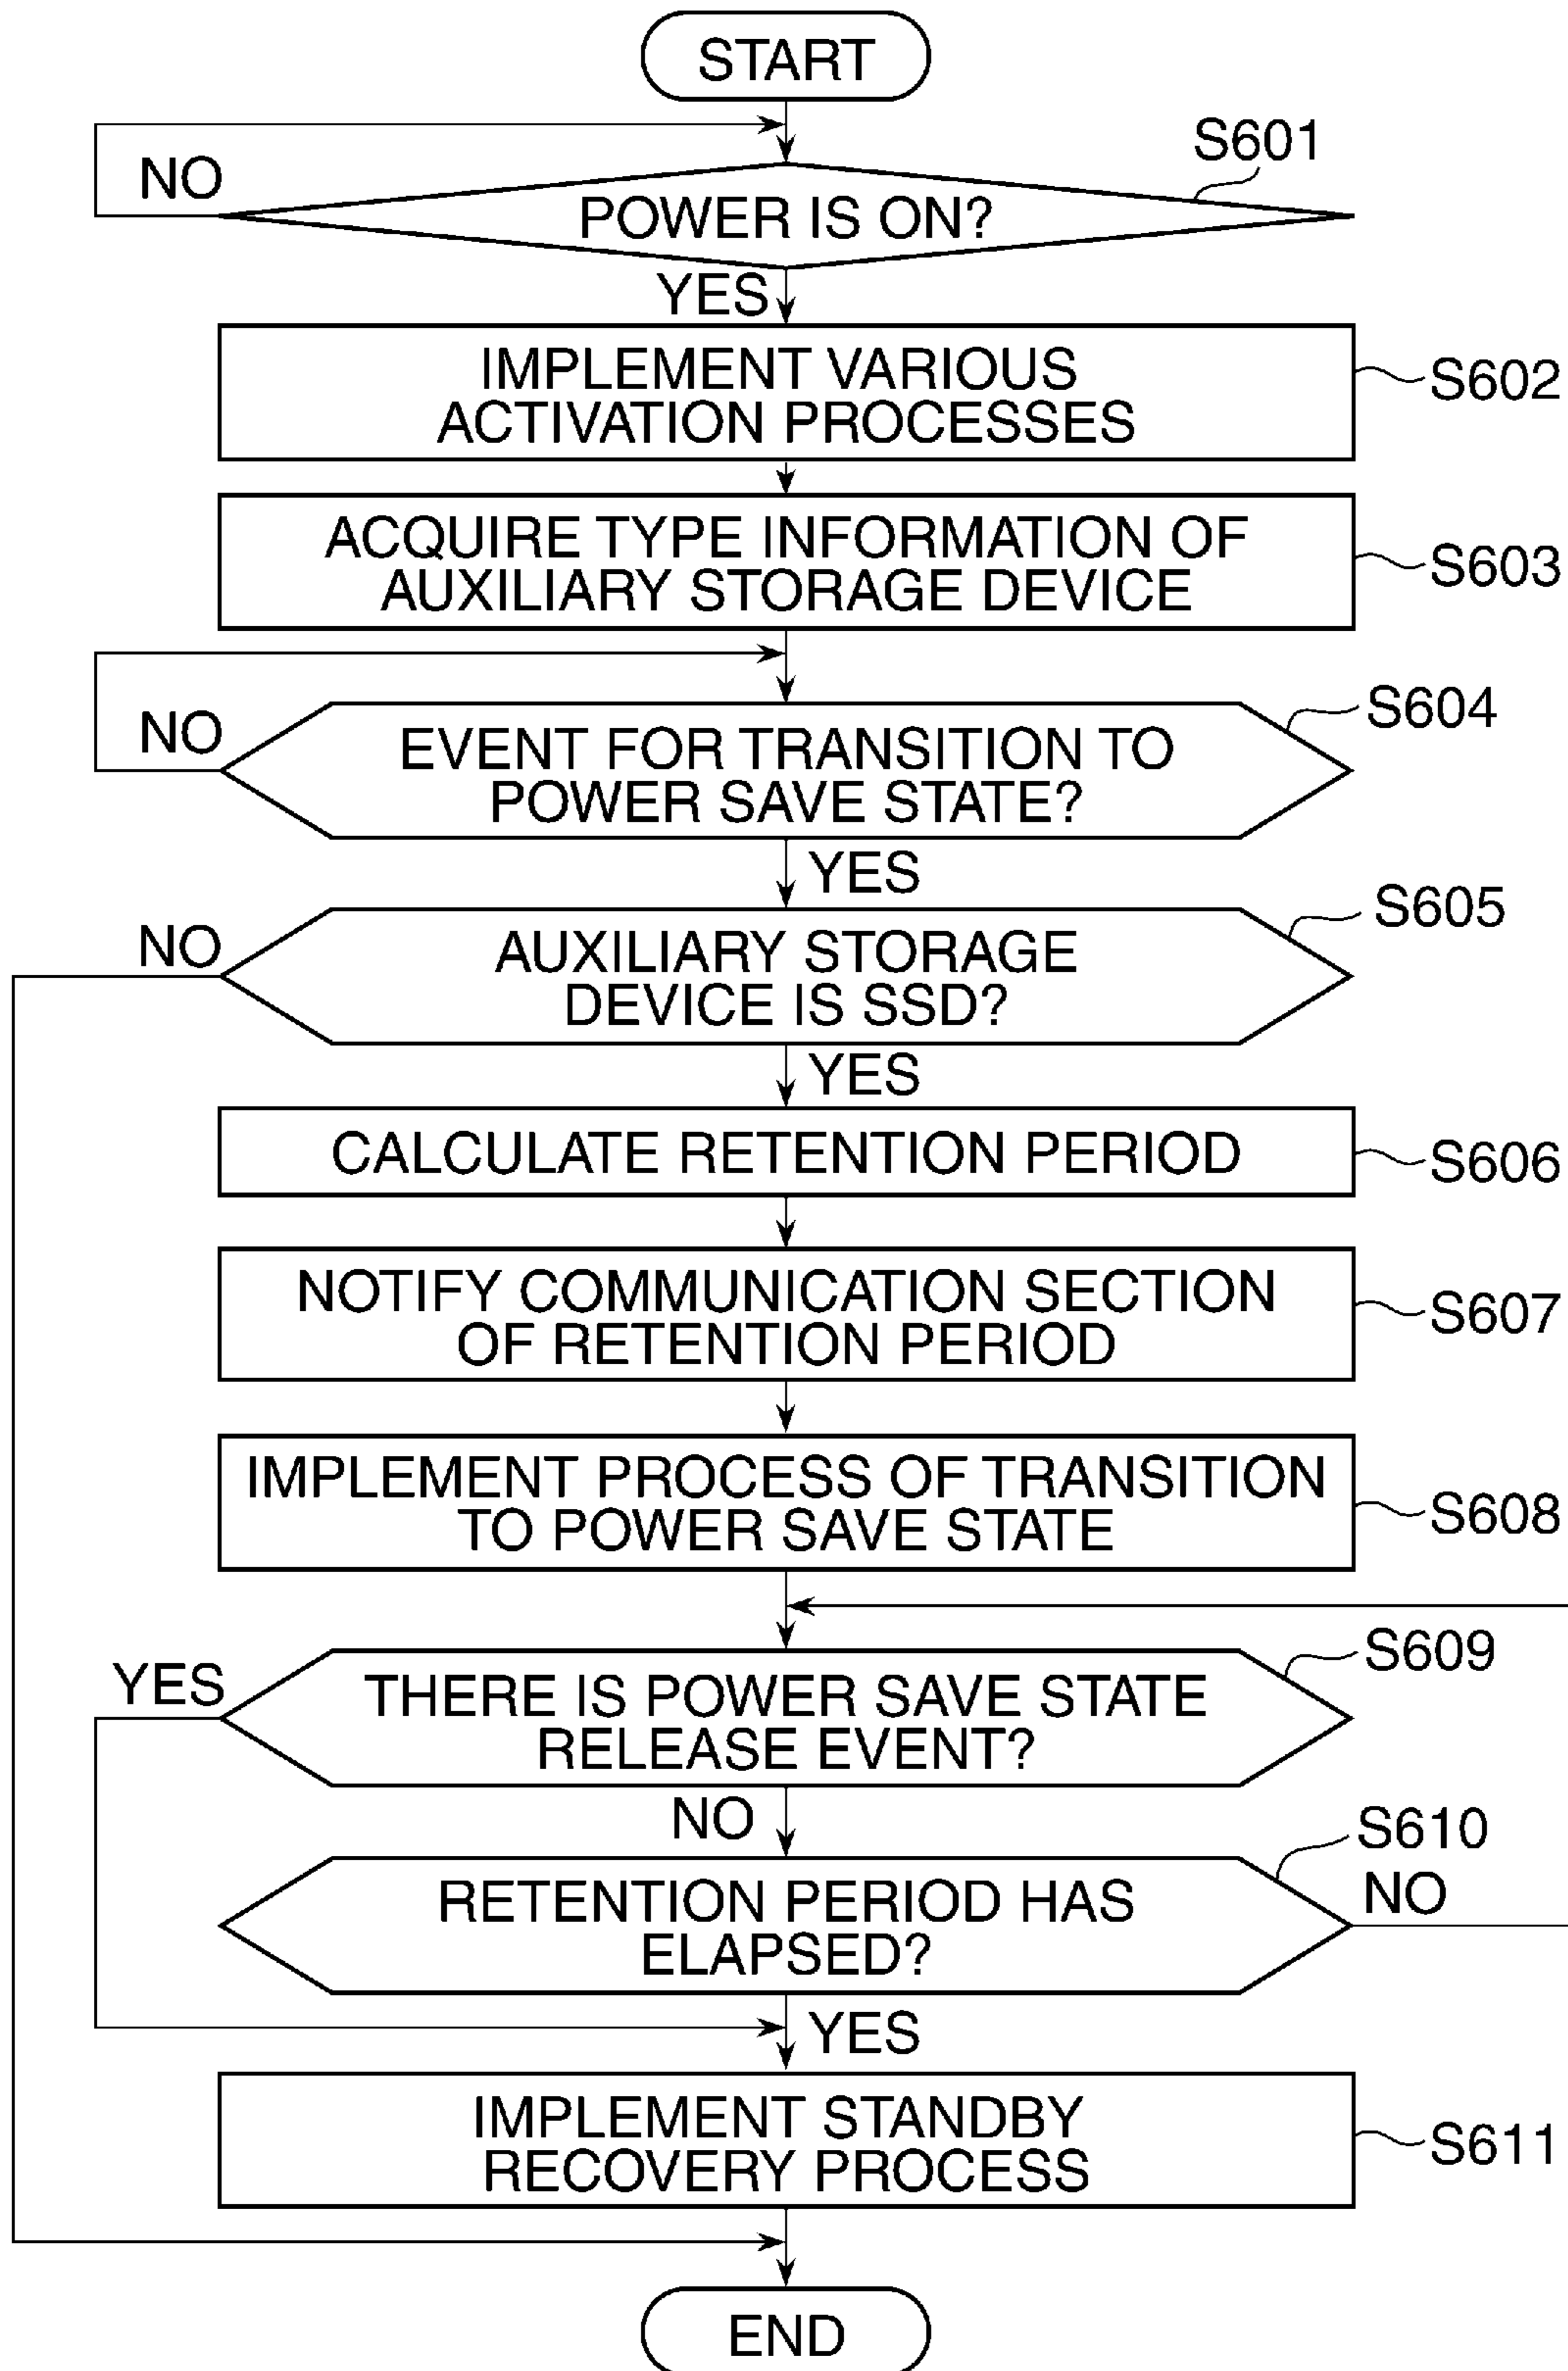 START
S601
NO
POWER IS ON?
YES
IMPLEMENT VARIOUS
ACTIVATION PROCESSES
S602
ACQUIRE TYPE INFORMATION OF
AUXILIARY STORAGE DEVICE
S603
S604
NO
EVENT FOR TRANSITION TO
POWER SAVE STATE?
YES
S605
NO
AUXILIARY STORAGE
DEVICE IS SSD?
YES
CALCULATE RETENTION PERIOD
S606
NOTIFY COMMUNICATION SECTION
OF RETENTION PERIOD
S607
IMPLEMENT PROCESS OF TRANSITION
TO POWER SAVE STATE
S608
S609
YES
THERE IS POWER SAVE STATE
RELEASE EVENT?
NO
S610
NO
RETENTION PERIOD HAS
ELAPSED?
YES
IMPLEMENT STANDBY
RECOVERY PROCESS
S611
END